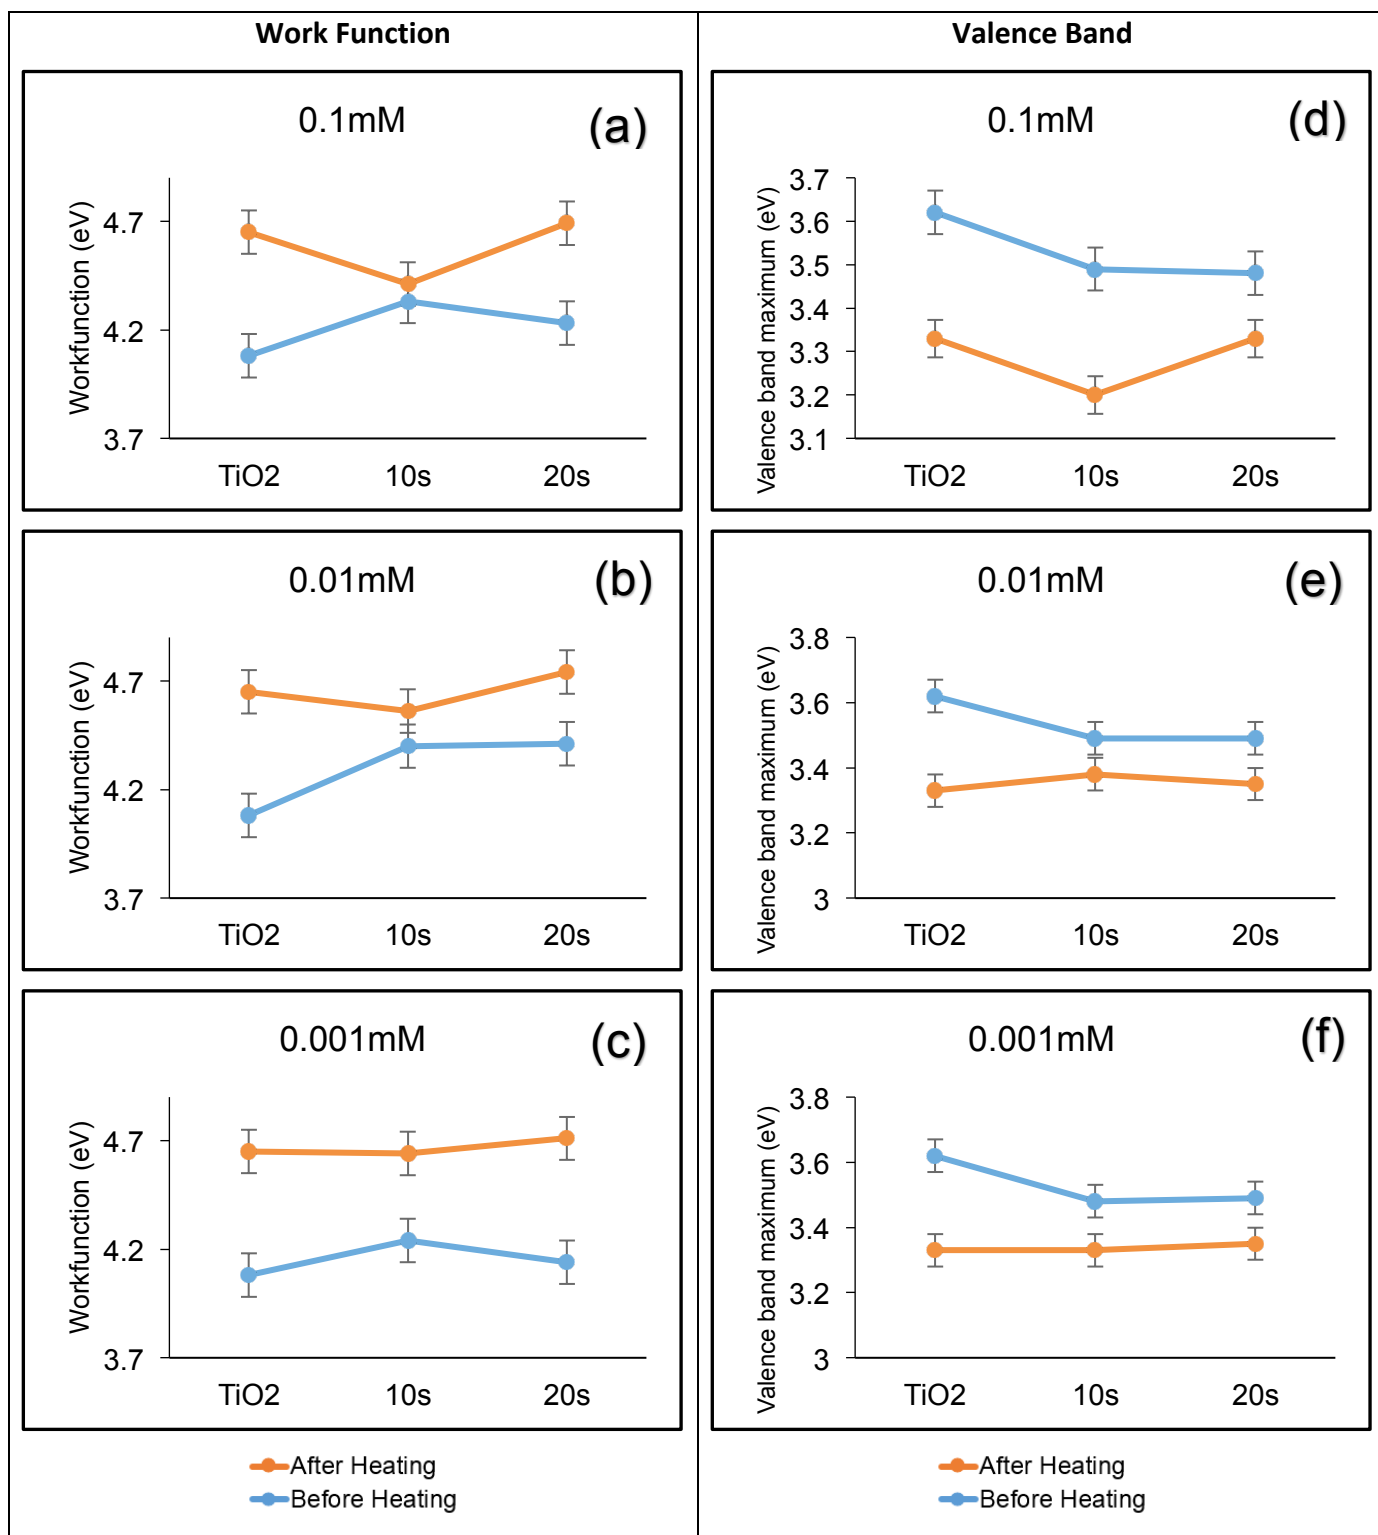 Work Function
Valence Band
0.1mM
(a)
Workfunction (eV)
4.7
4.2
3.7
TiO2 10s 20s
0.1mM
(d)
Valence band maximum (eV)
3.7
3.6
3.5
3.4
3.3
3.2
3.1
TiO2 10s 20s
0.01mM
(b)
Workfunction (eV)
4.7
4.2
3.7
TiO2 10s 20s
0.01mM
(e)
Valence band maximum (eV)
3.8
3.6
3.4
3.2
3
TiO2 10s 20s
0.001mM
(c)
Workfunction (eV)
4.7
4.2
3.7
TiO2 10s 20s
0.001mM
(f)
Valence band maximum (eV)
3.8
3.6
3.4
3.2
3
TiO2 10s 20s
After Heating
Before Heating
After Heating
Before Heating